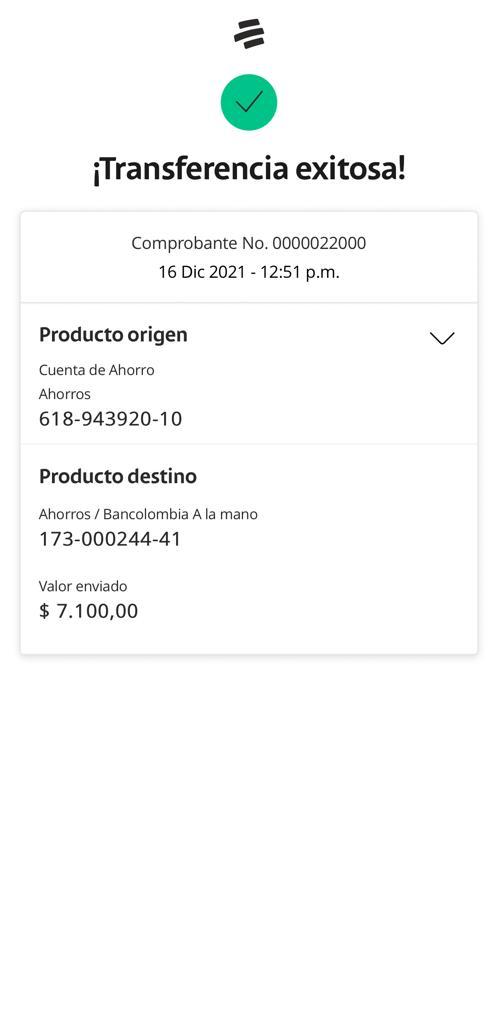 ¡Transferencia exitosa!
Comprobante No. 0000022000
16 Dic 2021 - 12:51 p.m.
Producto origen
Cuenta de Ahorro
Ahorros
618-943920-10
Producto destino
Ahorros / Bancolombia A la mano
173-000244-41
Valor enviado
$ 7.100,00